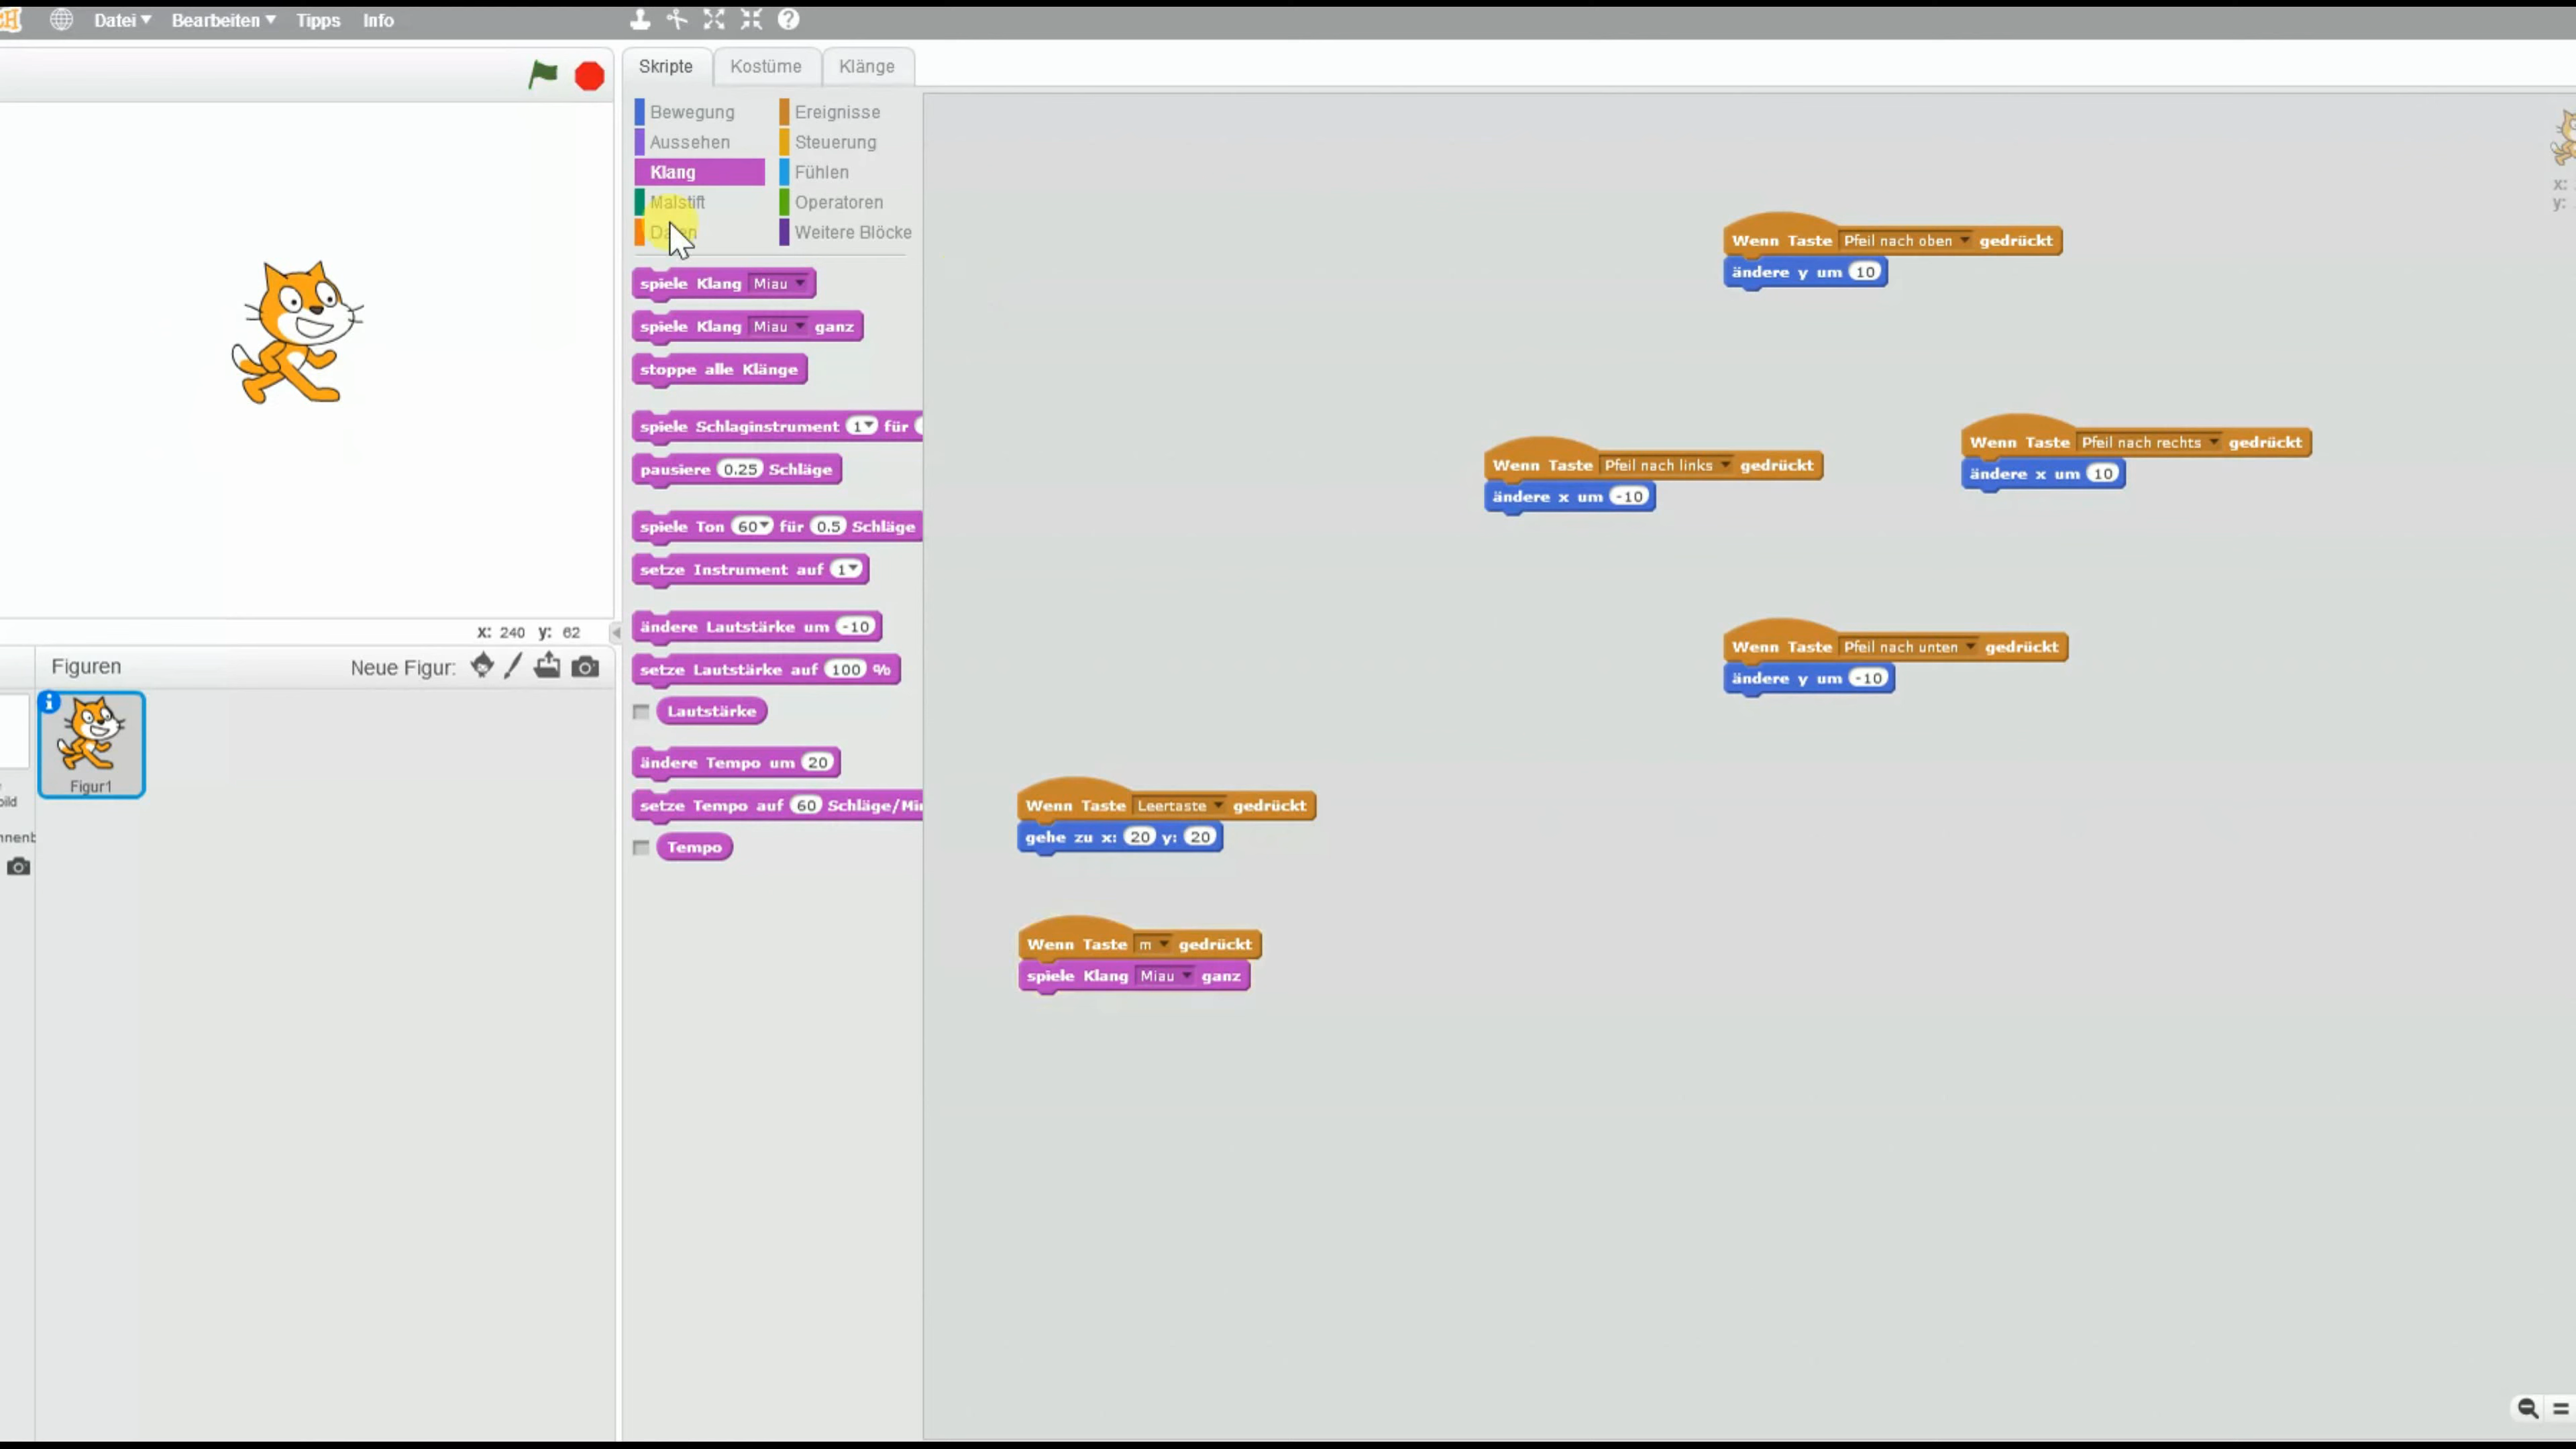 Datei Bearbeiten Tipps Info
Skripte Kostüme Klänge
Bewegung Ereignisse
Aussehen Steuerung
Klang Fühlen
Malstift Operatoren
Daten Weitere Blöcke
spiele Klang Miau
spiele Klang Miau ganz
stoppe alle Klänge
spiele Schlaginstrument 1 für
pausiere 0.25 Schläge
spiele Ton 60 für 0.5 Schläge
setze Instrument auf 1
ändere Lautstärke um -10
setze Lautstärke auf 100 %
Lautstärke
ändere Tempo um 20
setze Tempo auf 60 Schläge/Min
Tempo
x: 240 y: 62
Figuren Neue Figur:
Figur1
Wenn Taste Pfeil nach oben gedrückt
ändere y um 10
Wenn Taste Pfeil nach links gedrückt
ändere x um -10
Wenn Taste Pfeil nach rechts gedrückt
ändere x um 10
Wenn Taste Pfeil nach unten gedrückt
ändere y um -10
Wenn Taste Leertaste gedrückt
gehe zu x: 20 y: 20
Wenn Taste m gedrückt
spiele Klang Miau ganz
x:
y: